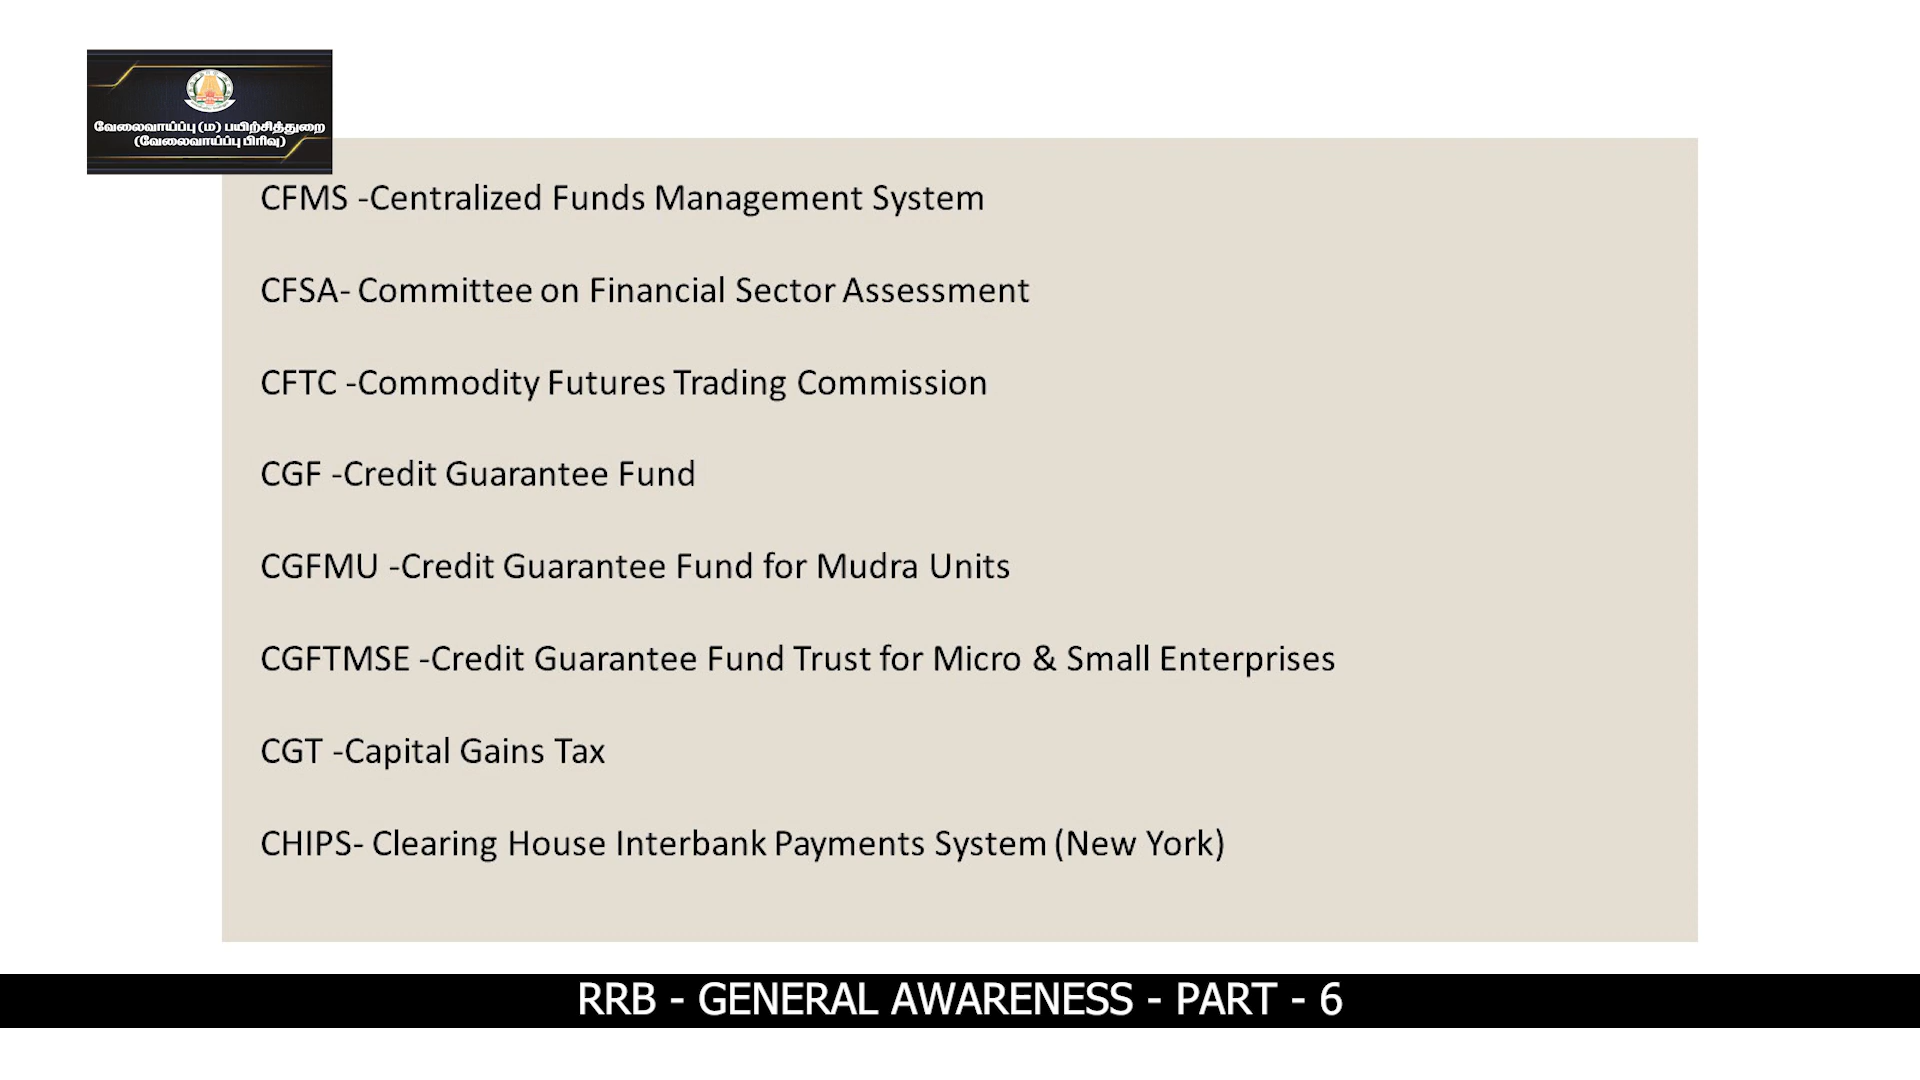 வேலைவாய்ப்பு (ம) பயிற்சித்துறை
(வேலைவாய்ப்பு பிரிவு)
CFMS -Centralized Funds Management System
CFSA- Committee on Financial Sector Assessment
CFTC -Commodity Futures Trading Commission
CGF -Credit Guarantee Fund
CGFMU -Credit Guarantee Fund for Mudra Units
CGFTMSE -Credit Guarantee Fund Trust for Micro & Small Enterprises
CGT -Capital Gains Tax
CHIPS- Clearing House Interbank Payments System (New York)
RRB - GENERAL AWARENESS - PART - 6